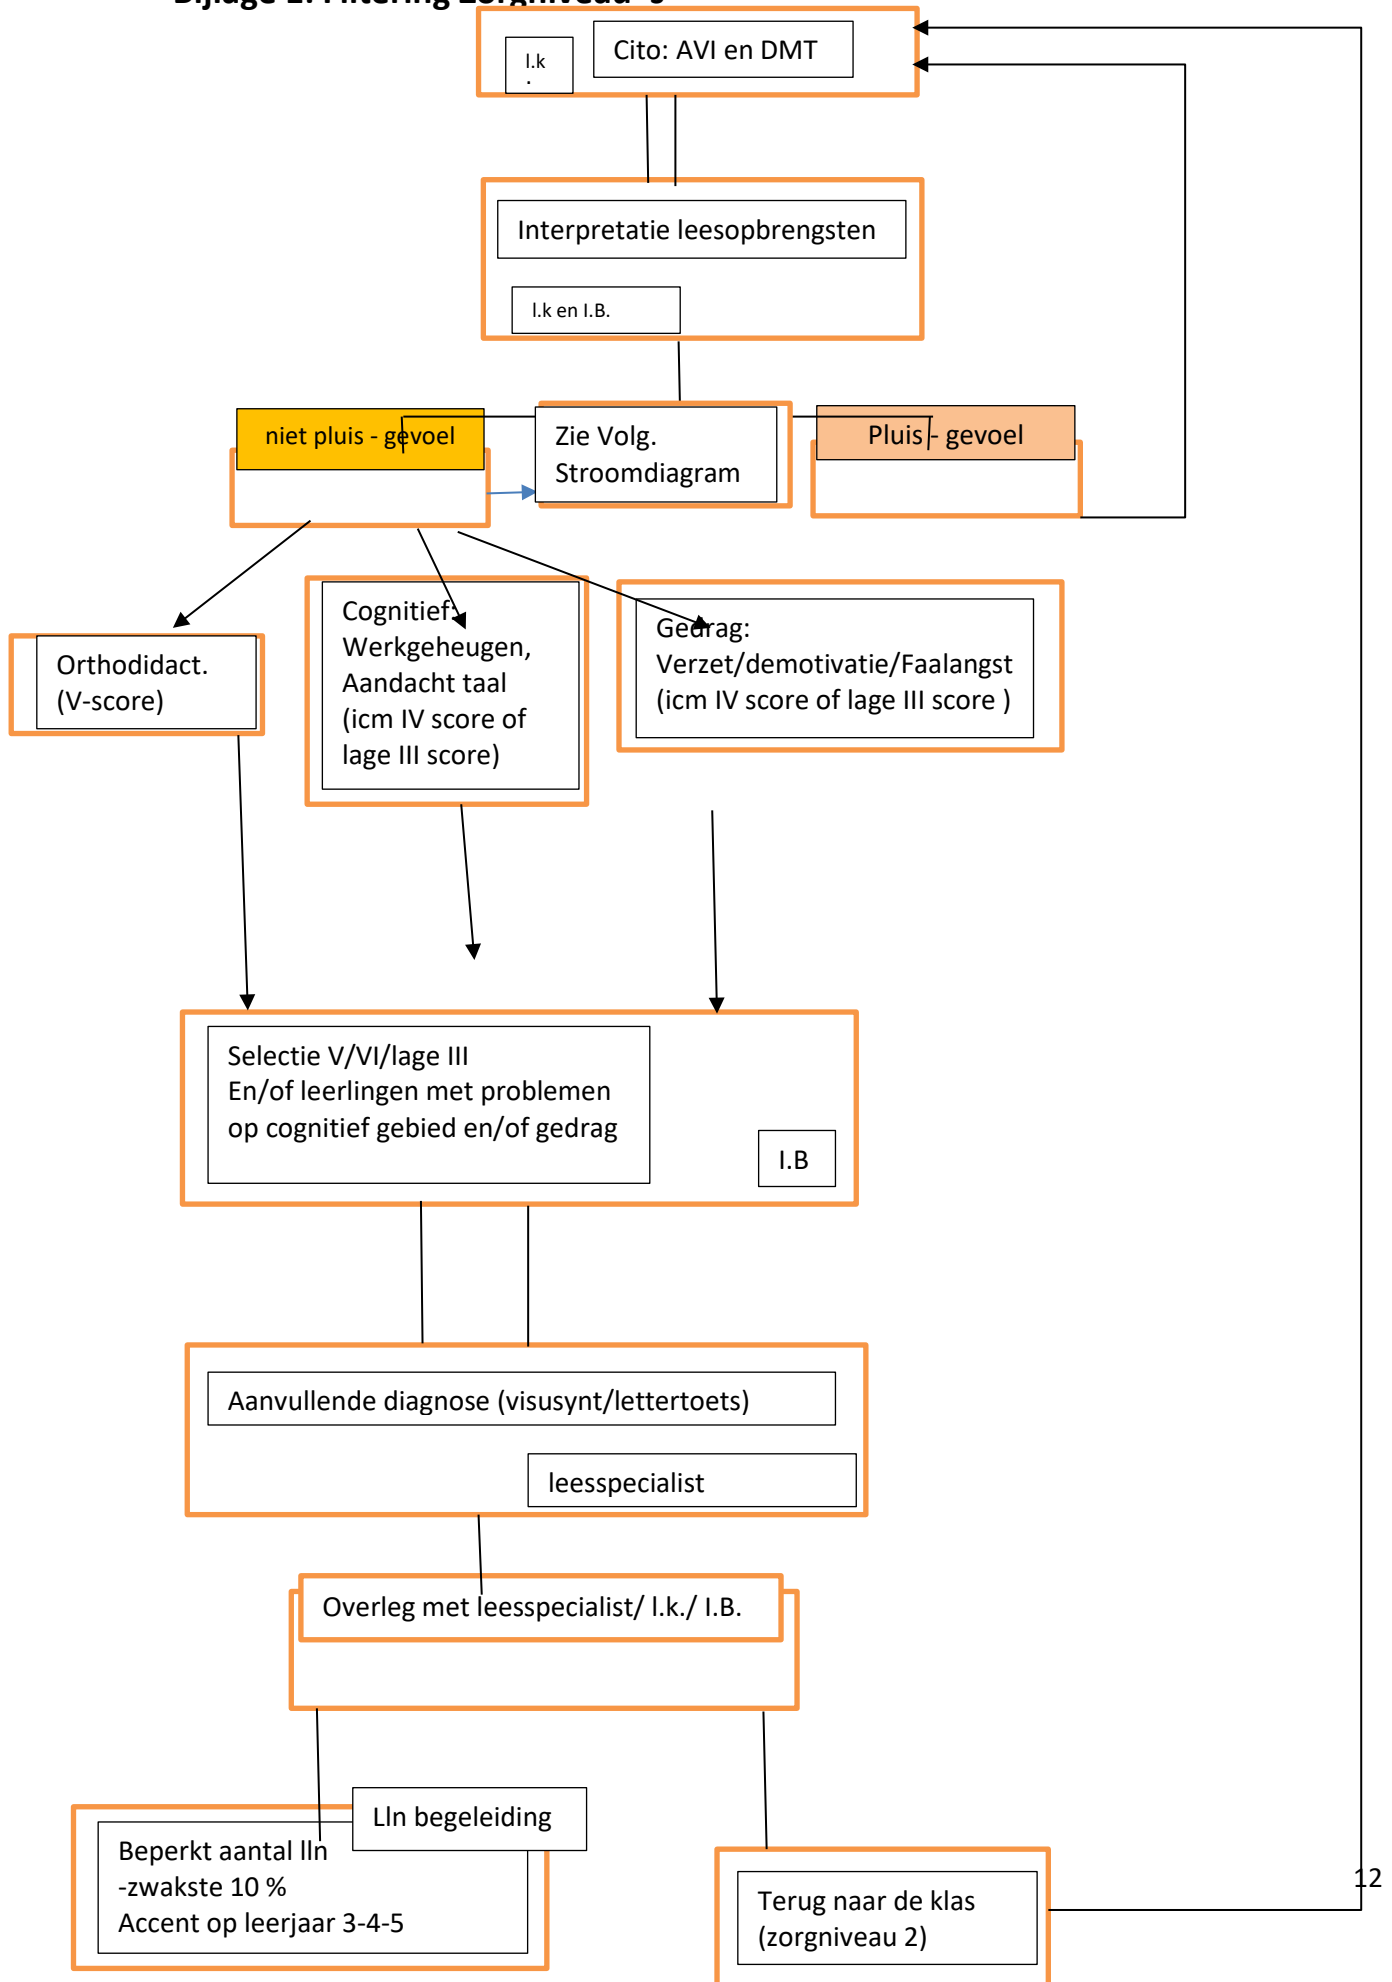 l.k
.
Cito: AVI en DMT
Interpretatie leesopbrengsten
l.k en I.B.
niet pluis - gevoel
Zie Volg.
Stroomdiagram
Pluis - gevoel
Orthodidact.
(V-score)
Cognitief:
Werkgeheugen,
Aandacht taal
(icm IV score of
lage III score)
Gedrag:
Verzet/demotivatie/Faalangst
(icm IV score of lage III score )
Selectie V/VI/lage III
En/of leerlingen met problemen
op cognitief gebied en/of gedrag
I.B
Aanvullende diagnose (visusynt/lettertoets)
leesspecialist
Overleg met leesspecialist/ l.k./ I.B.
Lln begeleiding
Beperkt aantal lln
-zwakste 10 %
Accent op leerjaar 3-4-5
Terug naar de klas
(zorgniveau 2)
12